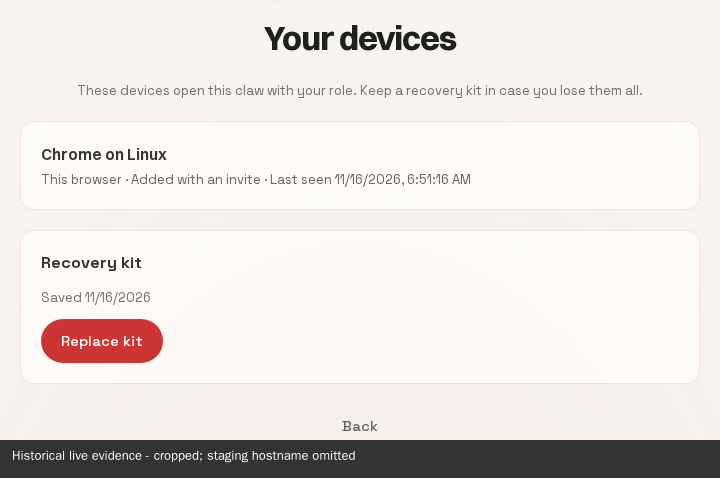 Your devices
These devices open this claw with your role. Keep a recovery kit in case you lose them all.
Chrome on Linux
This browser · Added with an invite · Last seen 11/16/2026, 6:51:16 AM
Recovery kit
Saved 11/16/2026
Replace kit
Back
Historical live evidence - cropped; staging hostname omitted